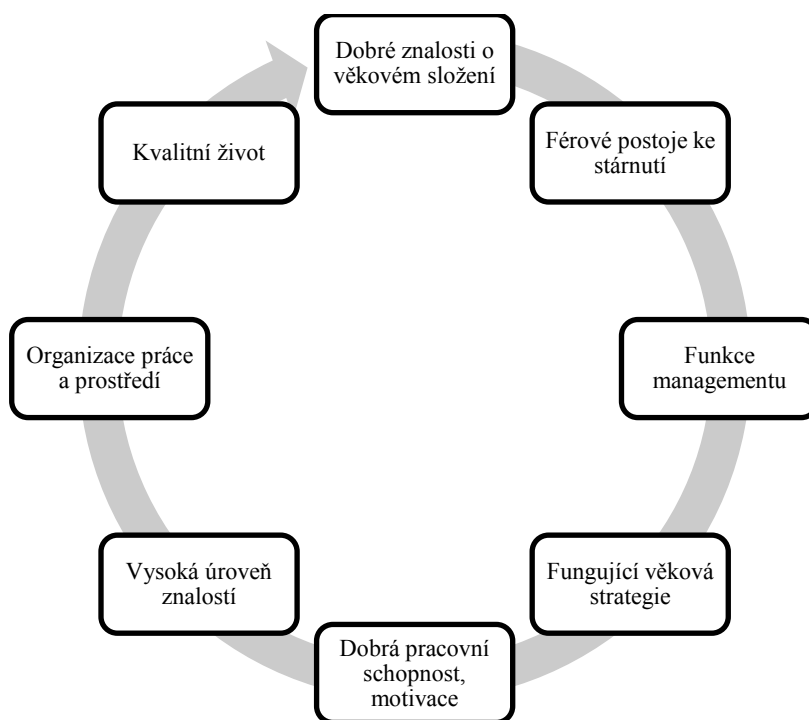 Dobré znalosti o
věkovém složení
Férové postoje ke
stárnutí
Funkce
managementu
Fungující věková
strategie
Dobrá pracovní
schopnost,
motivace
Vysoká úroveň
znalostí
Organizace práce
a prostředí
Kvalitní život